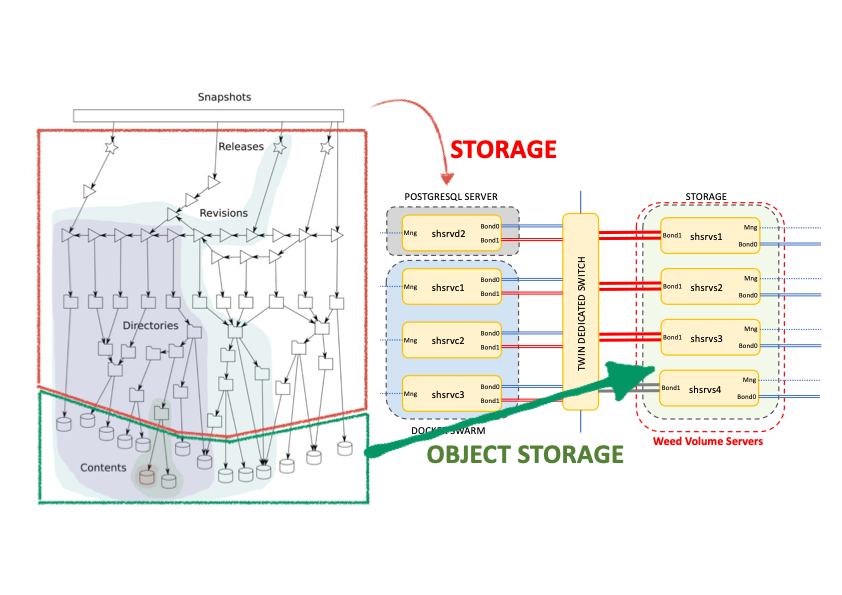 Snapshots
Releases
Revisions
Directories
Contents
STORAGE
POSTGRESQL SERVER
Mng
shsrvd2
Bond0
Bond1
Mng
shsrvc1
Bond0
Bond1
Mng
shsrvc2
Bond0
Bond1
Mng
shsrvc3
Bond0
Bond1
DOCKER SWARM
TWIN DEDICATED SWITCH
STORAGE
Bond1
shsrvs1
Mng
Bond0
Bond1
shsrvs2
Mng
Bond0
Bond1
shsrvs3
Mng
Bond0
Bond1
shsrvs4
Mng
Bond0
Weed Volume Servers
OBJECT STORAGE